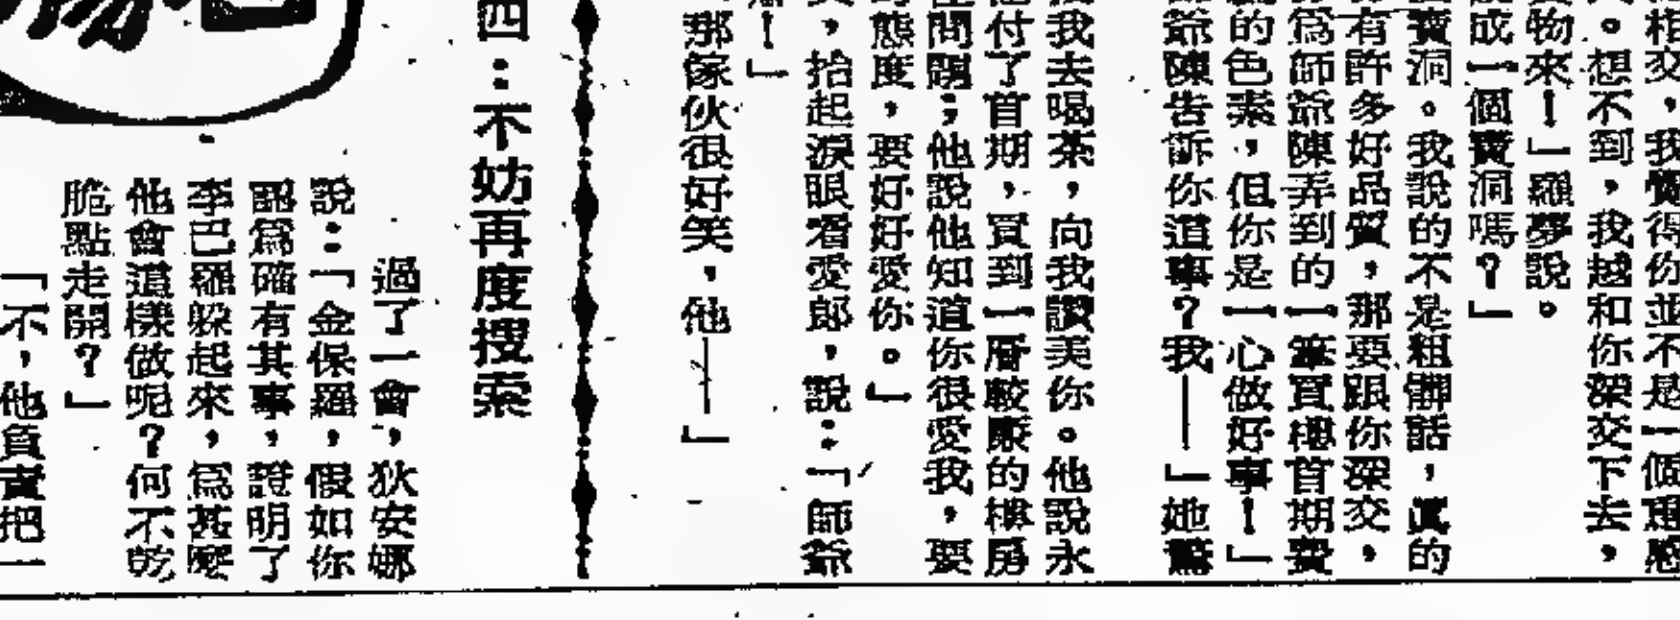 相交，我覺得你並不是一個
。想不到，我越和你深交下去，
物來！」羅夢說。
成一個寶洞嗎？」
寶洞。我說的不是粗髀話，眞的
有許多好品質，那要跟你深交，
爲師爺陳弄到的一筆買樓首期費
的色素，但你是一心做好事！」
爺陳告訴你這事？我——」她驚
我去喝茶，向我讚美你。他說永
付了首期，買到一層較廉的樓房
問題；他說他知道你很愛我，要
態度，要好好愛你。」
，抬起淚眼看愛郎，說：「師爺
！」
那傢伙很好笑，他——」
四：不妨再度搜索
過了一會，狄安娜
說：「金保羅，假如你
認爲確有其事，證明了
李巴羅躲起來，爲甚麼
他會這樣做呢？何不乾
脆點走開？」
「不，他負責把一